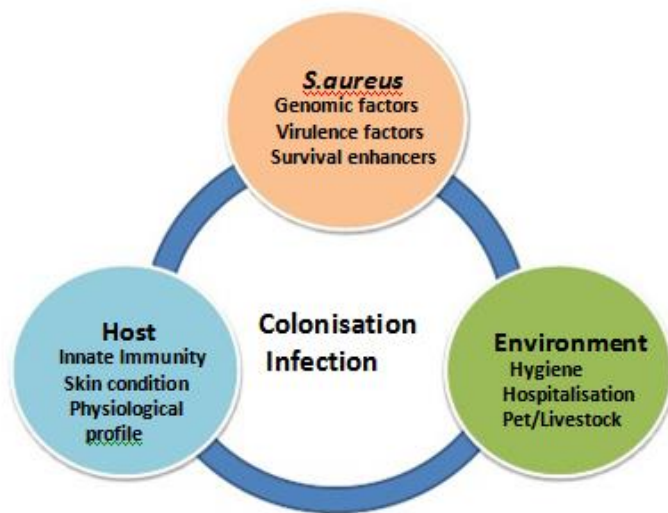 S.aureus
Genomic factors
Virulence factors
Survival enhancers
Host
Innate Immunity
Skin condition
Physiological
profile
Colonisation
Infection
Environment
Hygiene
Hospitalisation
Pet/Livestock